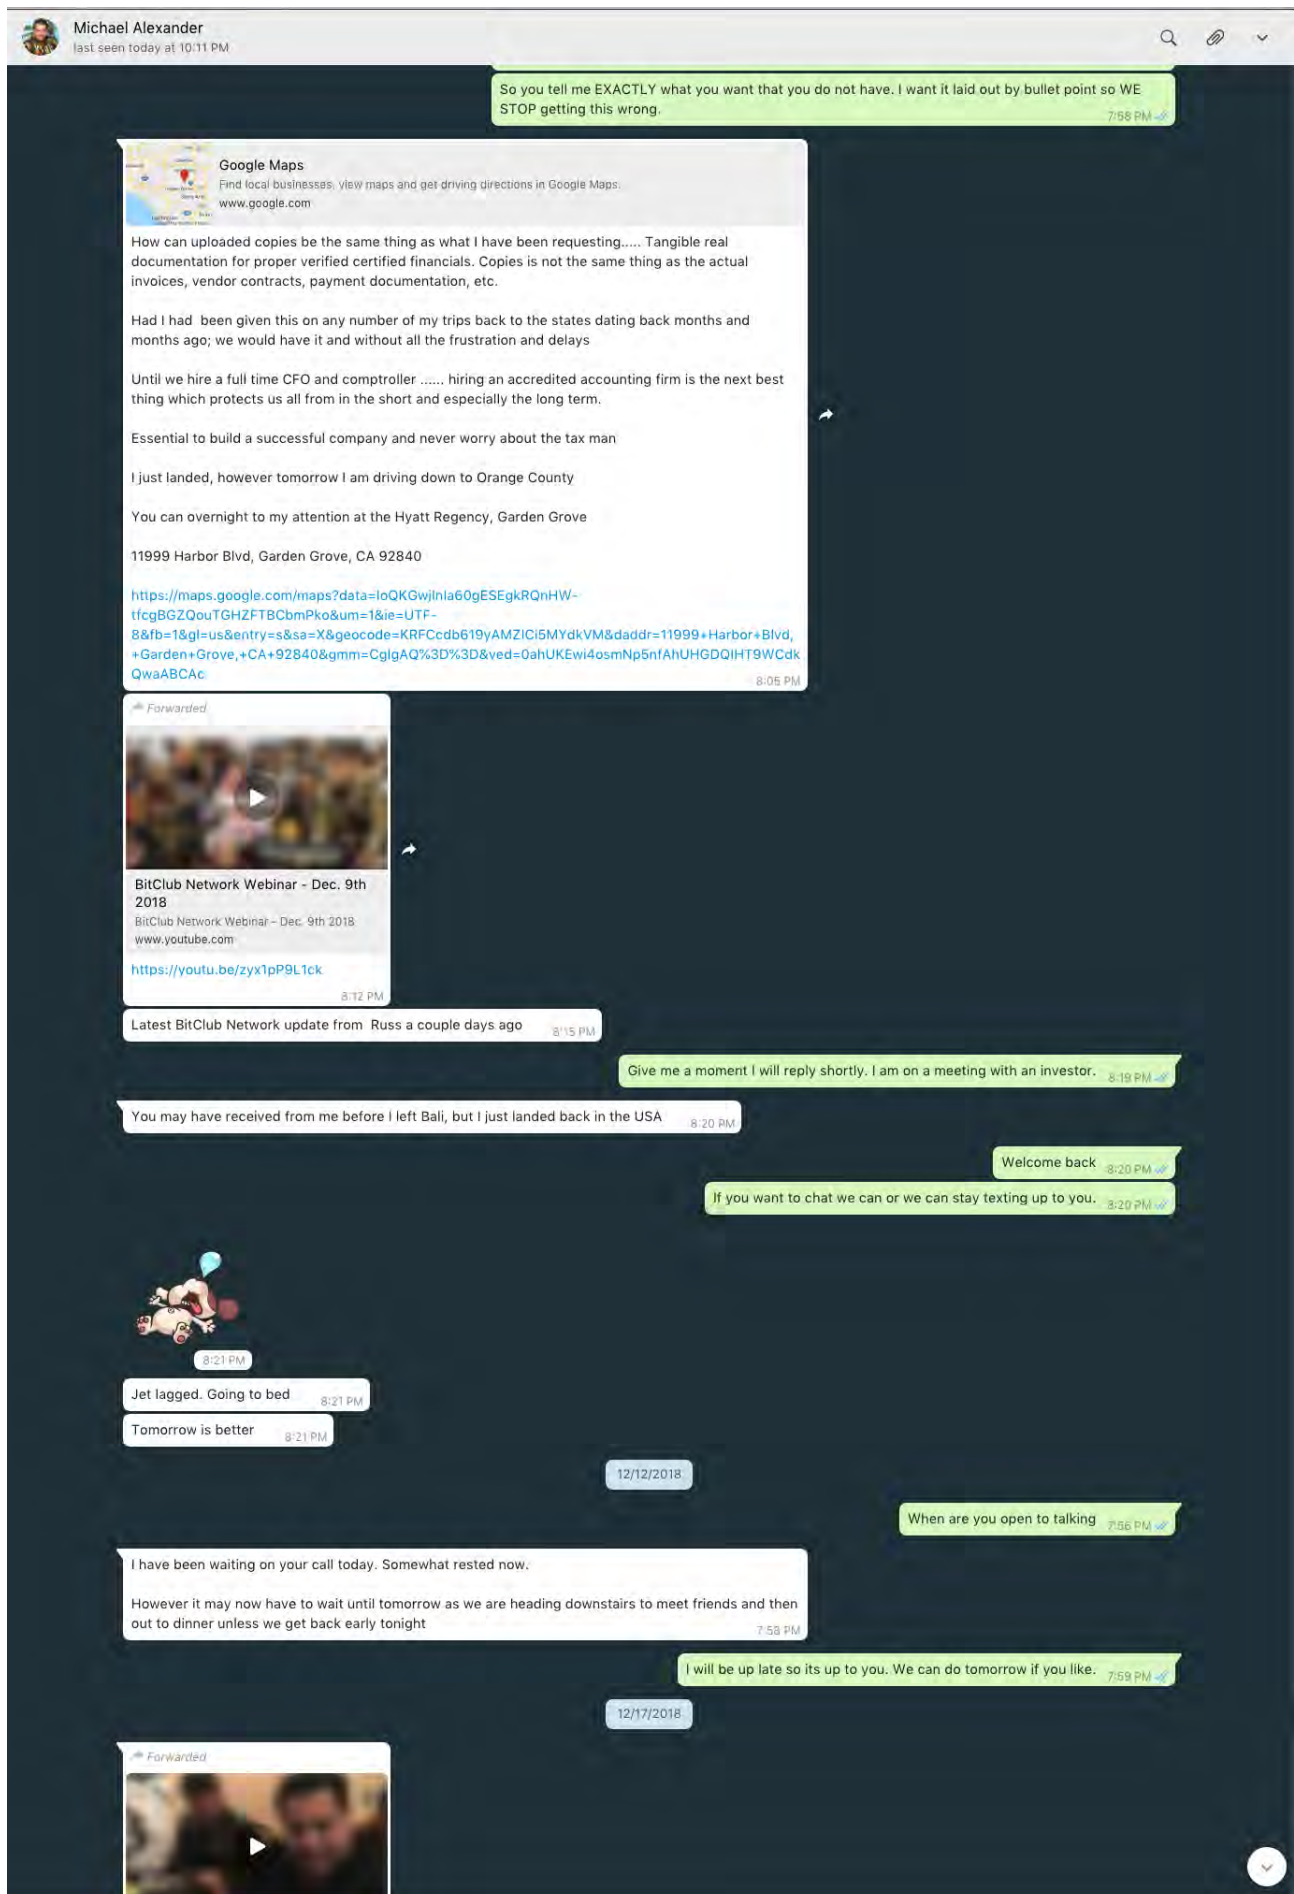 Michael Alexander
last seen today at 10:11 PM
So you tell me EXACTLY what you want that you do not have. I want it laid out by bullet point so WE
STOP getting this wrong.
7:58 PM
Google Maps
Find local businesses, view maps and get driving directions in Google Maps.
www.google.com
How can uploaded copies be the same thing as what I have been requesting..... Tangible real
documentation for proper verified certified financials. Copies is not the same thing as the actual
invoices, vendor contracts, payment documentation, etc.
Had I had  been given this on any number of my trips back to the states dating back months and
months ago; we would have it and without all the frustration and delays
Until we hire a full time CFO and comptroller ...... hiring an accredited accounting firm is the next best
thing which protects us all from in the short and especially the long term.
Essential to build a successful company and never worry about the tax man
I just landed, however tomorrow I am driving down to Orange County
You can overnight to my attention at the Hyatt Regency, Garden Grove
11999 Harbor Blvd, Garden Grove, CA 92840
8&fb=1&gl=us&entry=s&sa=X&geocode=KRFCcdb619yAMZICi5MYdkVM&daddr=11999+Harbor+Blvd,
+Garden+Grove,+CA+92840&gmm=CgIgAQ%3D%3D&ved=0ahUKEwi4osmNp5nfAhUHGDQIHT9WCdk
QwaABCAc
8:05 PM
Forwarded
BitClub Network Webinar - Dec. 9th
2018
BitClub Network Webinar - Dec. 9th 2018
www.youtube.com
https://youtu.be/zyx1pP9L1ck
8:12 PM
Latest BitClub Network update from  Russ a couple days ago
8:15 PM
Give me a moment I will reply shortly. I am on a meeting with an investor.
8:19 PM
You may have received from me before I left Bali, but I just landed back in the USA
8:20 PM
Welcome back
8:20 PM
If you want to chat we can or we can stay texting up to you.
8:20 PM
8:21 PM
Jet lagged. Going to bed
8:21 PM
Tomorrow is better
8:21 PM
12/12/2018
When are you open to talking
7:56 PM
I have been waiting on your call today. Somewhat rested now.
However it may now have to wait until tomorrow as we are heading downstairs to meet friends and then
out to dinner unless we get back early tonight
7:58 PM
I will be up late so its up to you. We can do tomorrow if you like.
7:59 PM
12/17/2018
Forwarded